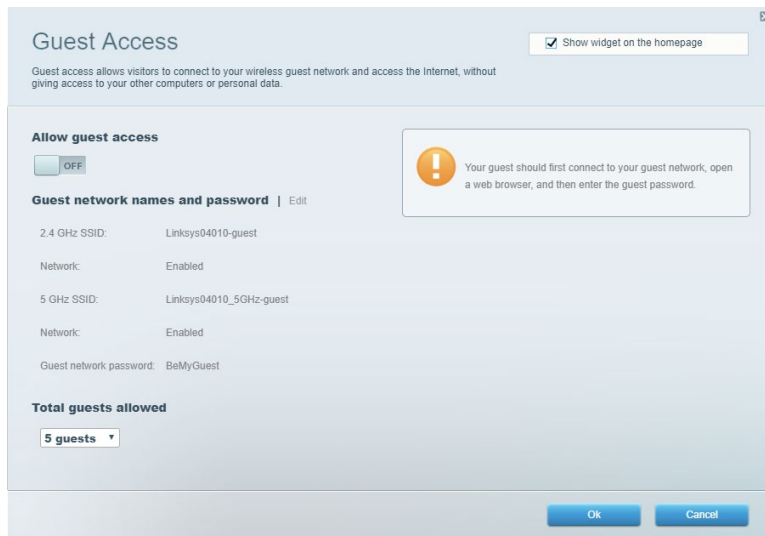 Guest Access
Show widget on the homepage
Guest access allows visitors to connect to your wireless guest network and access the Internet, without
giving access to your other computers or personal data.
Allow guest access
OFF
Your guest should first connect to your guest network, open
a web browser, and then enter the guest password.
Guest network names and password | Edit
2.4 GHz SSID: Linksys04010-guest
Network: Enabled
5 GHz SSID: Linksys04010_5GHz-guest
Network: Enabled
Guest network password: BeMyGuest
Total guests allowed
5 guests
Ok Cancel